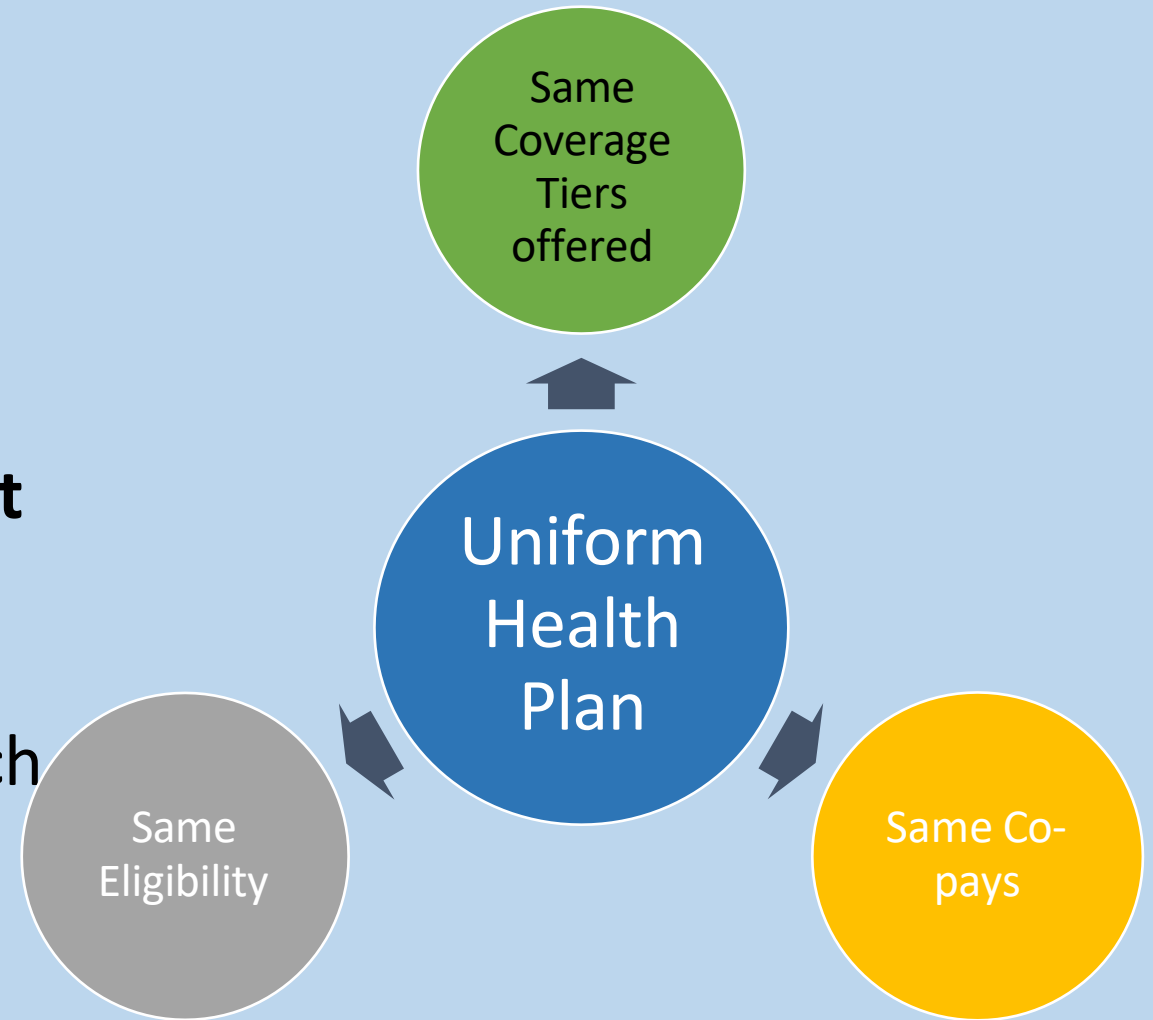 Same
Coverage
Tiers
offered
t
Uniform
Health
Plan
ch
Same
Eligibility
Same Co-
pays